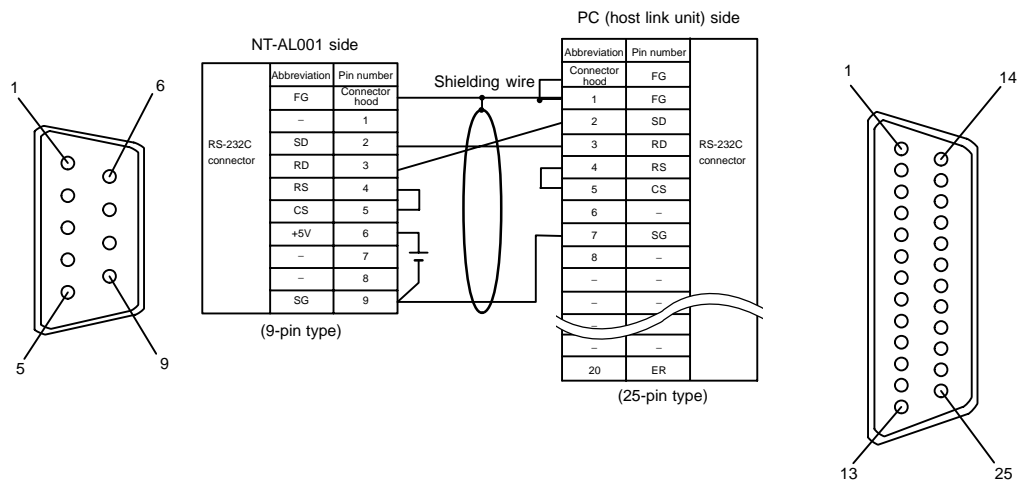 PC (host link unit) side
NT-AL001 side
Abbreviation Pin number
Connector hood FG
1 FG
2 SD
3 RD
4 RS
5 CS
6 –
7 SG
8 –
– –
– –
–
– –
20 ER
RS-232C connector
(25-pin type)
Shielding wire
RS-232C connector
Abbreviation Pin number
FG Connector hood
– 1
SD 2
RD 3
RS 4
CS 5
+5V 6
– 7
– 8
SG 9
(9-pin type)
1
6
5
9
1
14
13
25